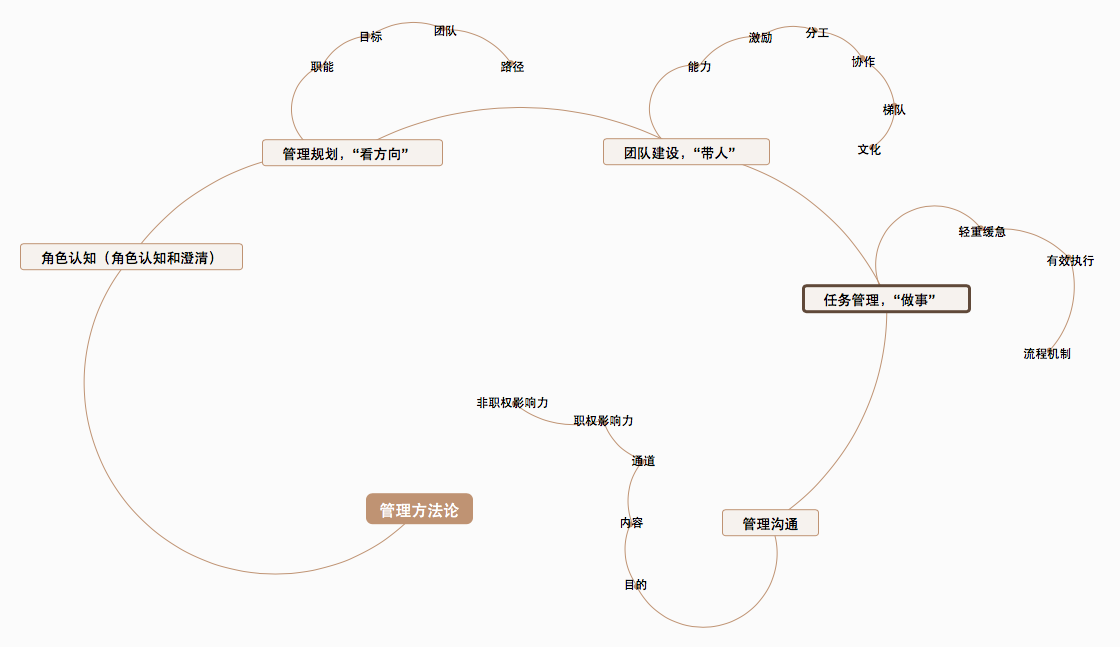 管理方法论
角色认知（角色认知和澄清）
管理规划，“看方向”
职能
目标
团队
路径
团队建设，“带人”
能力
激励
分工
协作
梯队
文化
任务管理，“做事”
轻重缓急
有效执行
流程机制
管理沟通
目的
内容
通道
职权影响力
非职权影响力